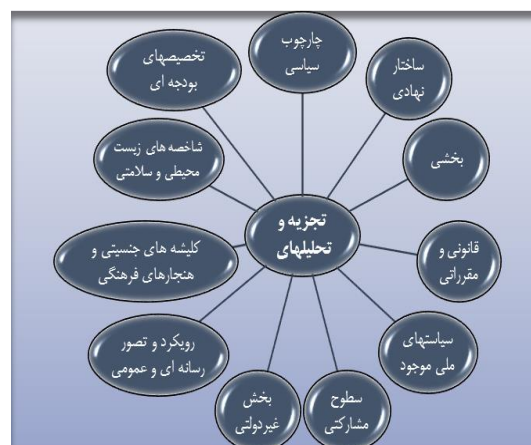 چارچوب
سیاسی
ساختار
نهادی
بخشی
قانونی و
مقرراتی
سیاستهای
ملی موجود
سطوح
مشارکتی
بخش
غیردولتی
رویکرد و تصور
رسانه ای و عمومی
کلیشه های جنسیتی و
هنجارهای فرهنگی
شاخصه های زیست
محیطی و سلامتی
تخصیصهای
بودجه ای
تجزیه و
تحلیلهای